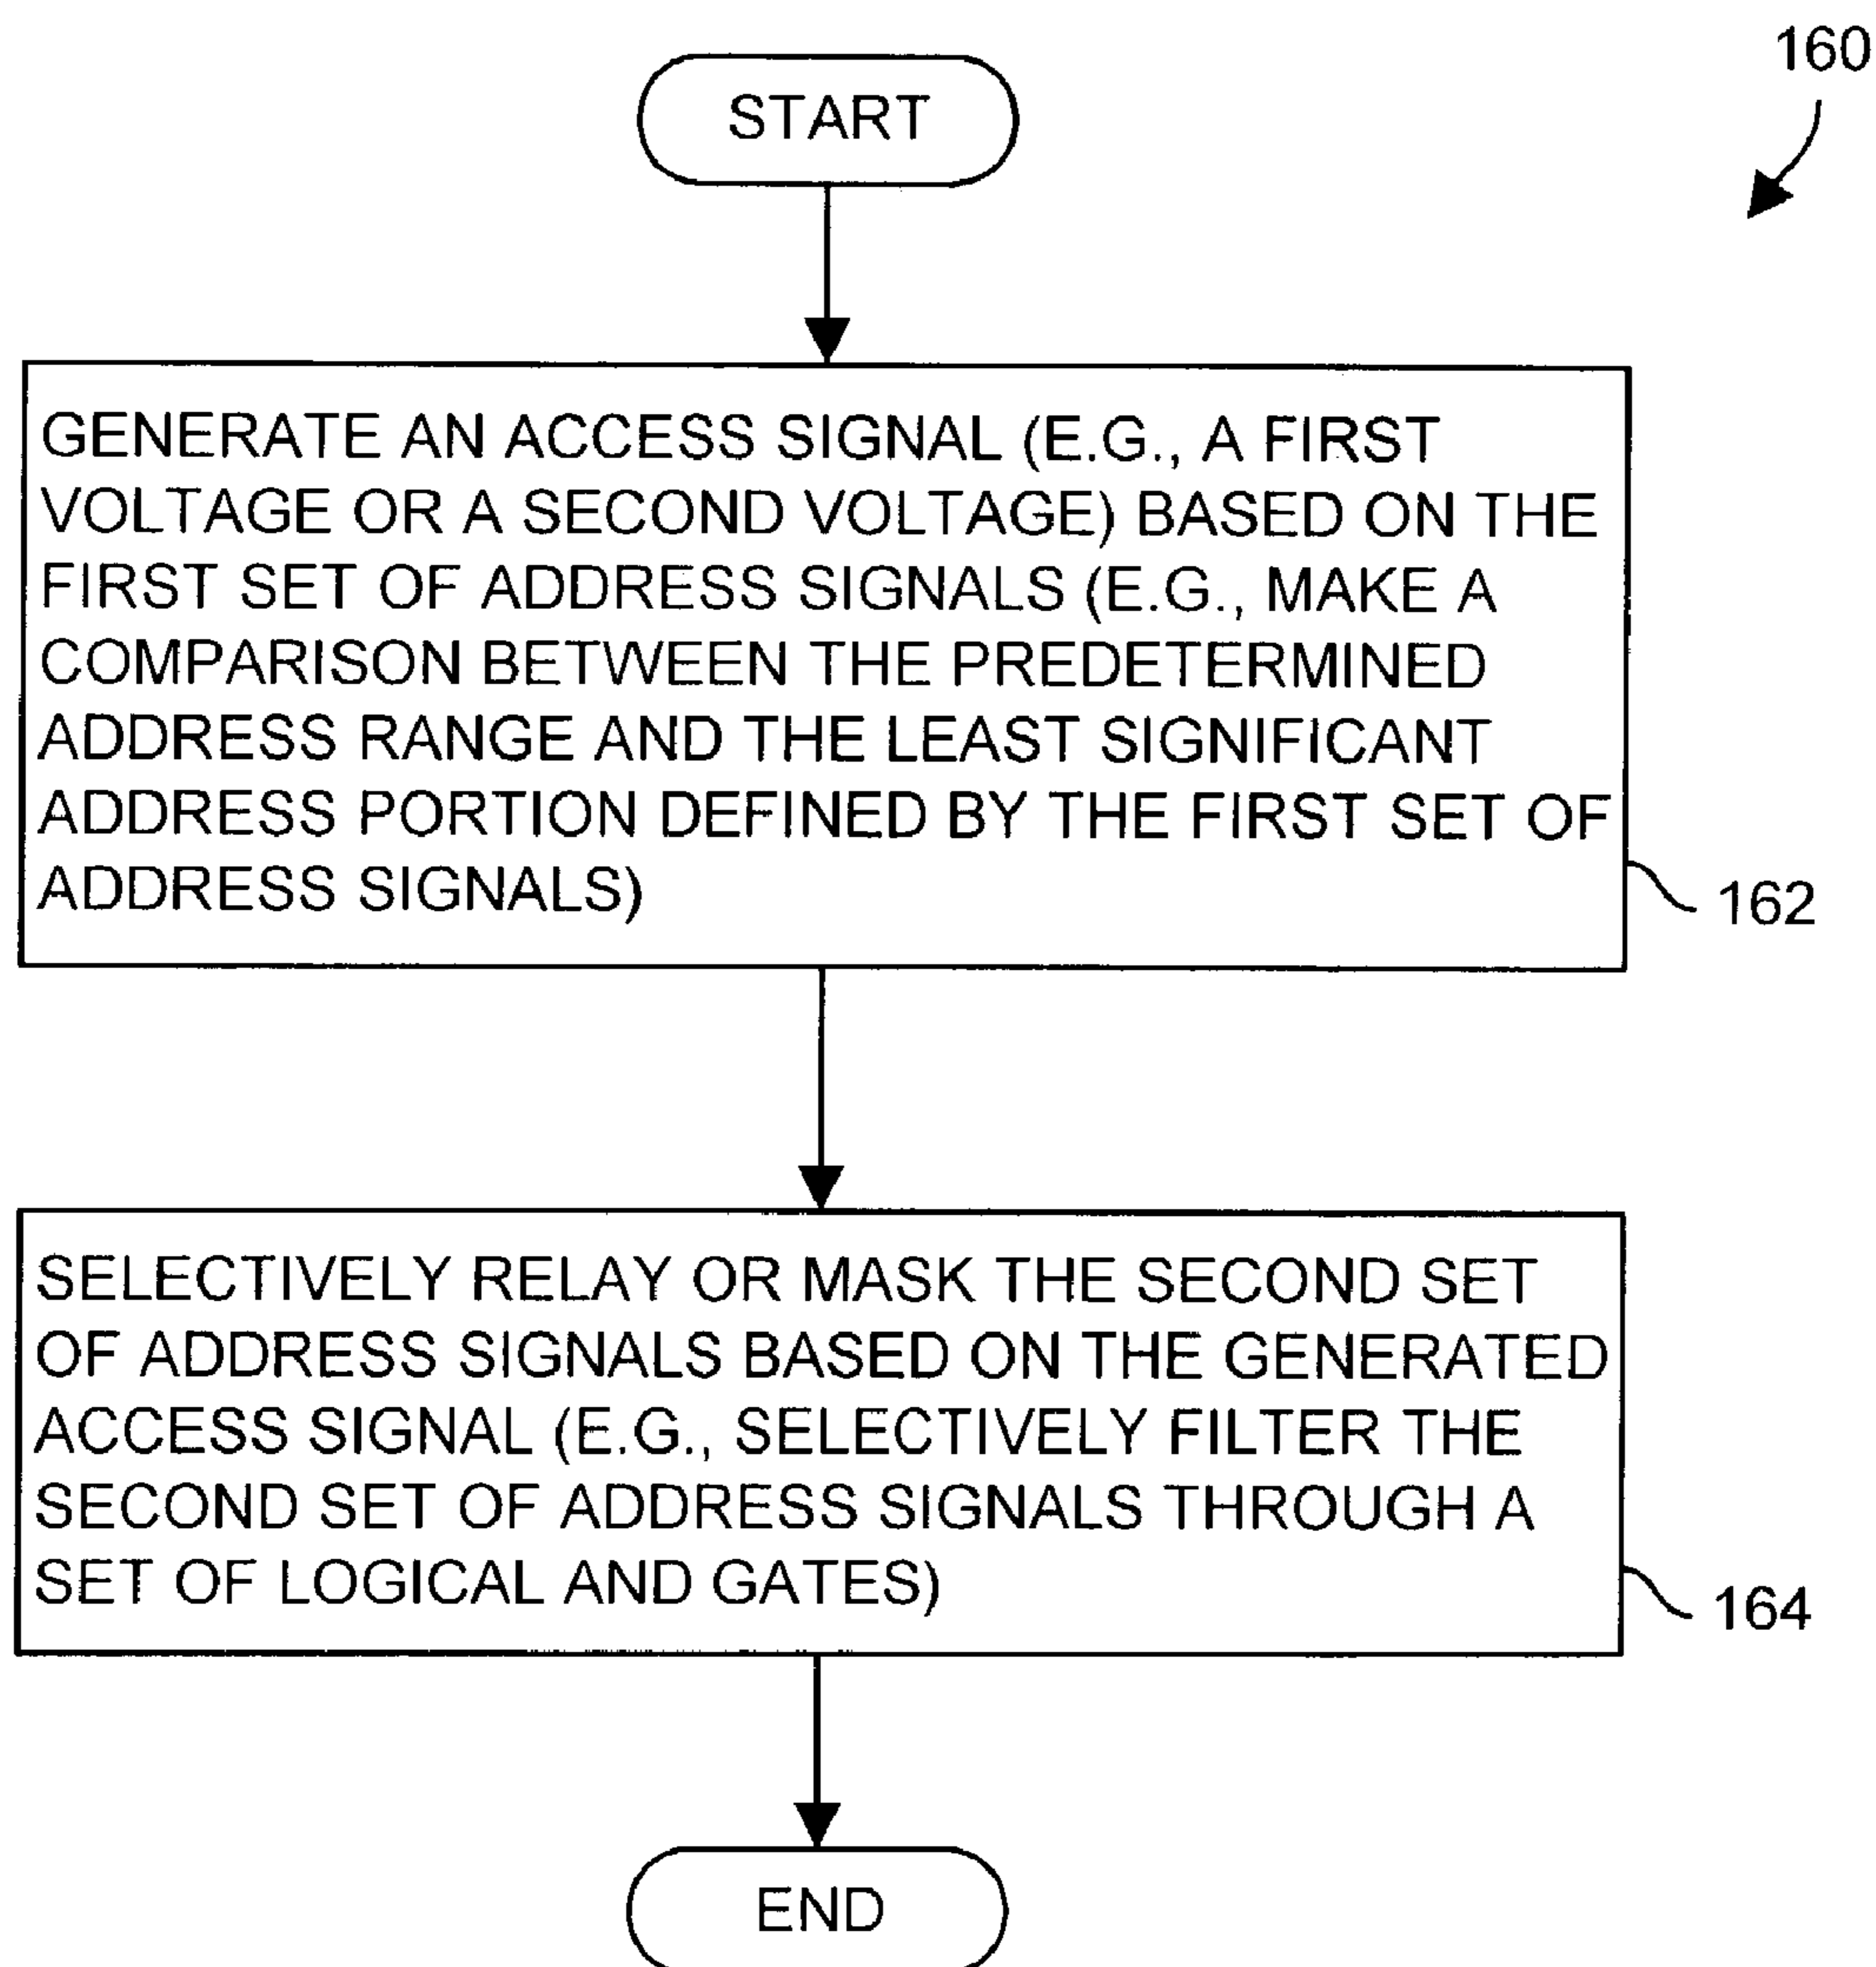 160
START
GENERATE AN ACCESS SIGNAL (E.G., A FIRST
VOLTAGE OR A SECOND VOLTAGE) BASED ON THE
FIRST SET OF ADDRESS SIGNALS (E.G., MAKE A
COMPARISON BETWEEN THE PREDETERMINED
ADDRESS RANGE AND THE LEAST SIGNIFICANT
ADDRESS PORTION DEFINED BY THE FIRST SET OF
ADDRESS SIGNALS)
162
SELECTIVELY RELAY OR MASK THE SECOND SET
OF ADDRESS SIGNALS BASED ON THE GENERATED
ACCESS SIGNAL (E.G., SELECTIVELY FILTER THE
SECOND SET OF ADDRESS SIGNALS THROUGH A
SET OF LOGICAL AND GATES)
164
END